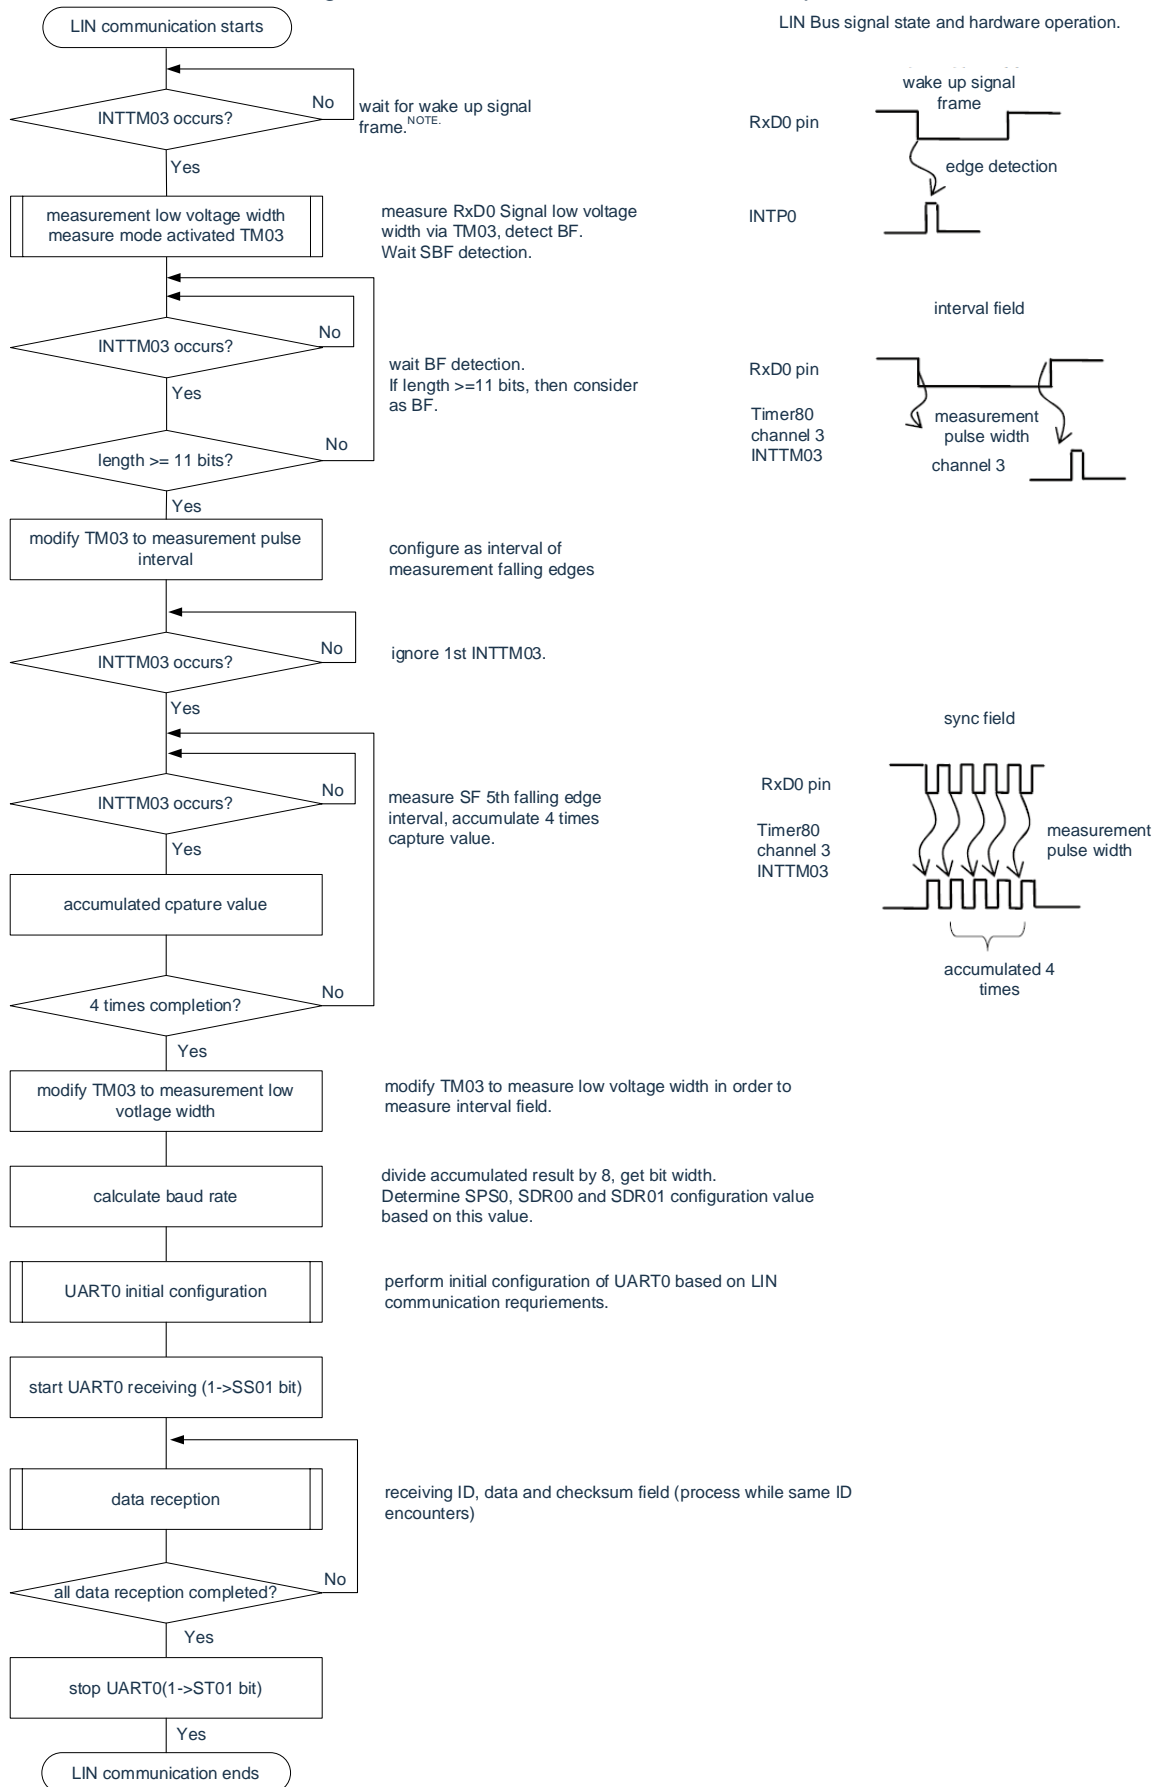 LIN communication starts
LIN Bus signal state and hardware operation.
INTTM03 occurs?
No
wait for wake up signal
frame.NOTE.
Yes
wake up signal
frame
RxD0 pin
edge detection
INTP0
measurement low voltage width
measure mode activated TM03
measure RxD0 Signal low voltage
width via TM03, detect BF.
Wait SBF detection.
INTTM03 occurs?
No
Yes
wait BF detection.
If length >=11 bits, then consider
as BF.
length >= 11 bits?
No
Yes
interval field
RxD0 pin
Timer80
channel 3
INTTM03
measurement
pulse width
channel 3
modify TM03 to measurement pulse
interval
configure as interval of
measurement falling edges
INTTM03 occurs?
No
ignore 1st INTTM03.
Yes
INTTM03 occurs?
No
Yes
measure SF 5th falling edge
interval, accumulate 4 times
capture value.
sync field
RxD0 pin
Timer80
channel 3
INTTM03
measurement
pulse width
accumulated 4
times
accumulated cpature value
4 times completion?
No
Yes
modify TM03 to measurement low
votlage width
modify TM03 to measure low voltage width in order to
measure interval field.
calculate baud rate
divide accumulated result by 8, get bit width.
Determine SPS0, SDR00 and SDR01 configuration value
based on this value.
UART0 initial configuration
perform initial configuration of UART0 based on LIN
communication requriements.
start UART0 receiving (1->SS01 bit)
data reception
receiving ID, data and checksum field (process while same ID
encounters)
all data reception completed?
No
Yes
stop UART0(1->ST01 bit)
Yes
LIN communication ends